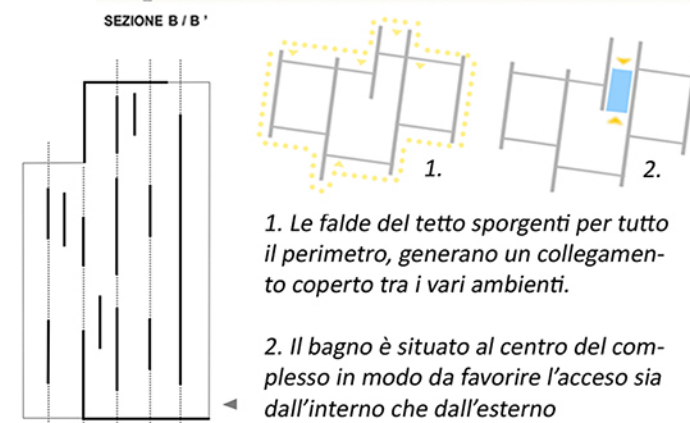 SEZIONE B / B '
1.
2.
1. Le falde del tetto sporgenti per tutto
il perimetro, generano un collegamen-
to coperto tra i vari ambienti.
2. Il bagno è situato al centro del com-
plesso in modo da favorire l'acceso sia
dall'interno che dall'esterno